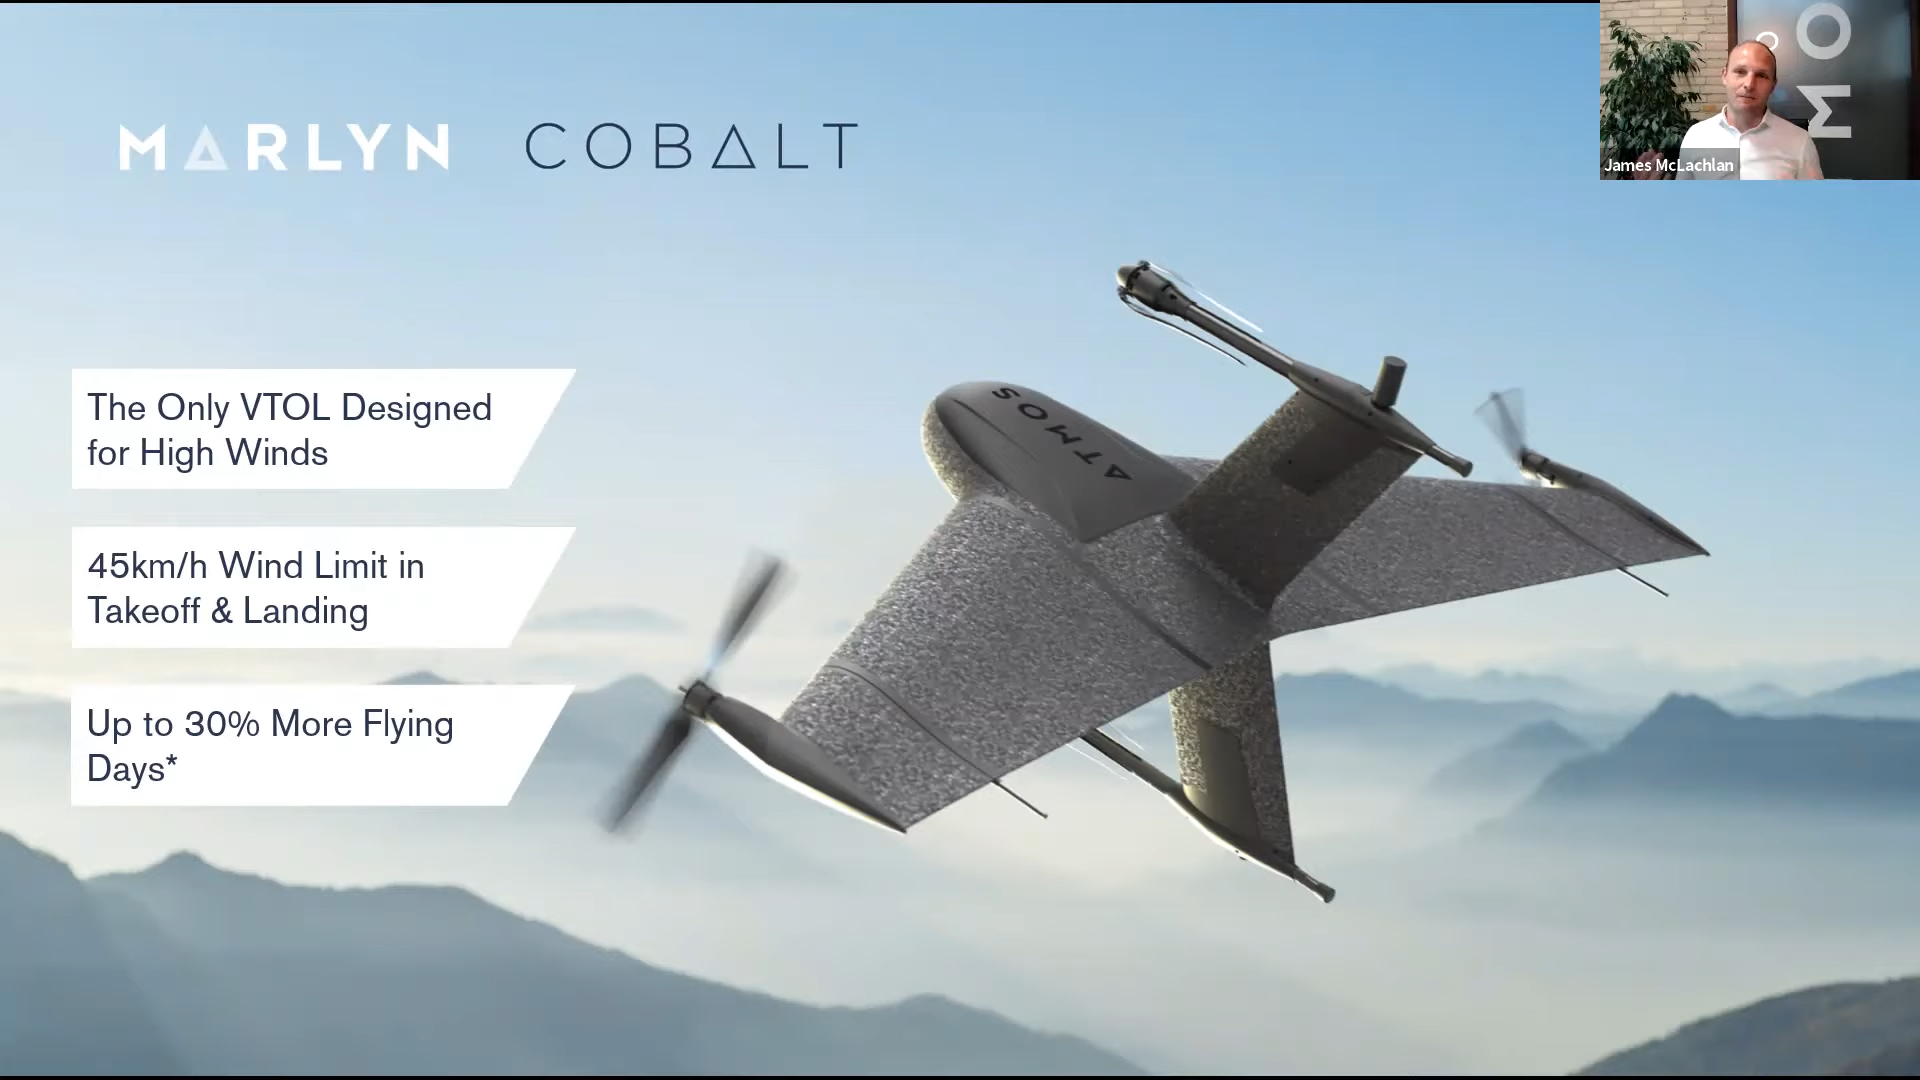 MARLYN COBALT
The Only VTOL Designed
for High Winds
45km/h Wind Limit in
Takeoff & Landing
Up to 30% More Flying
Days*
ATMOS
MO
James McLachlan